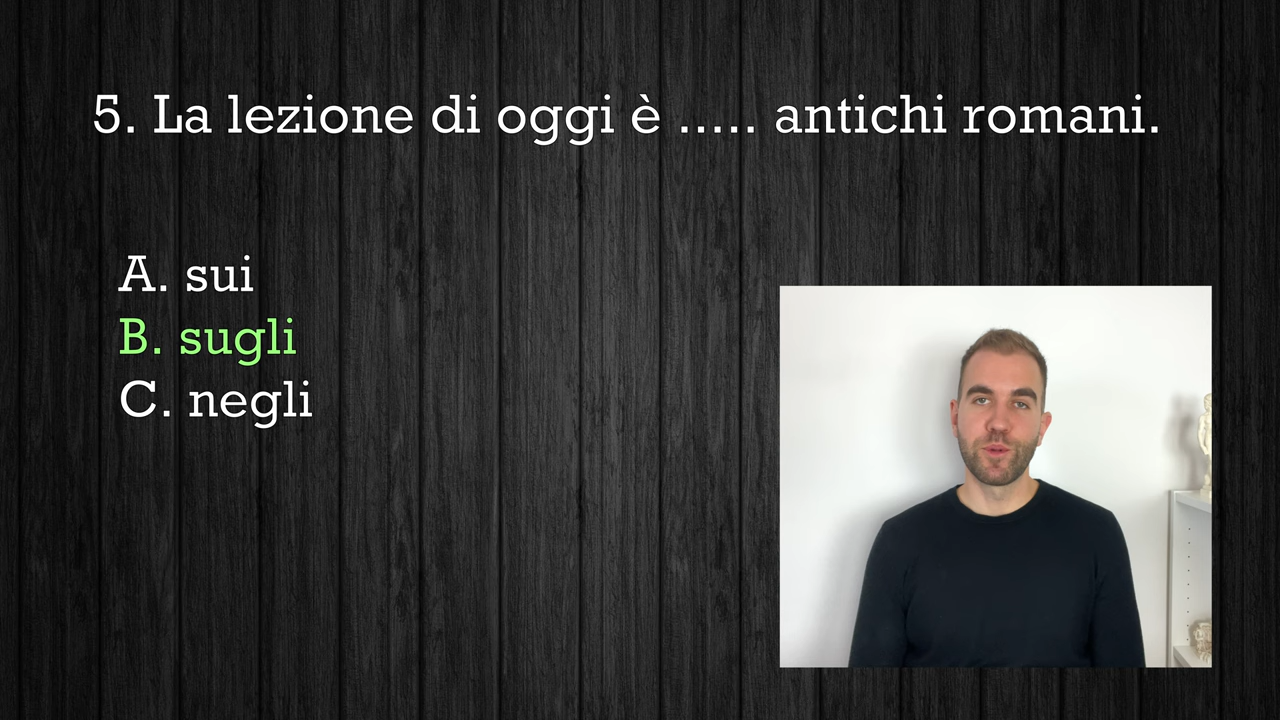 5. La lezione di oggi è ..... antichi romani.
A. sui
B. sugli
C. negli